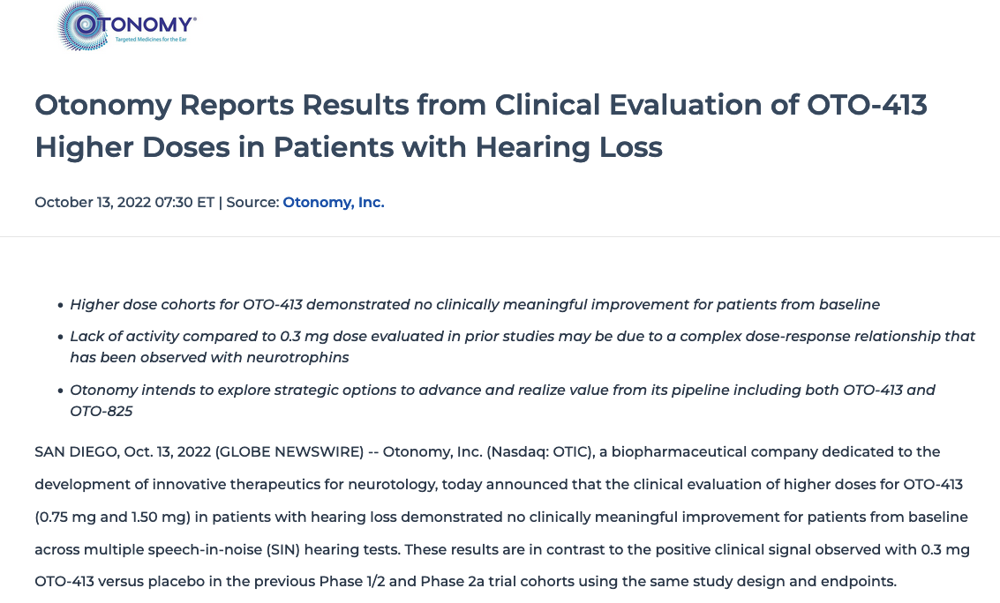 OTONOMY®
Targeted Medicines for the Ear
Otonomy Reports Results from Clinical Evaluation of OTO-413
Higher Doses in Patients with Hearing Loss
October 13, 2022 07:30 ET | Source: Otonomy, Inc.
• Higher dose cohorts for OTO-413 demonstrated no clinically meaningful improvement for patients from baseline
• Lack of activity compared to 0.3 mg dose evaluated in prior studies may be due to a complex dose-response relationship that
has been observed with neurotrophins
• Otonomy intends to explore strategic options to advance and realize value from its pipeline including both OTO-413 and
OTO-825
SAN DIEGO, Oct. 13, 2022 (GLOBE NEWSWIRE) -- Otonomy, Inc. (Nasdaq: OTIC), a biopharmaceutical company dedicated to the
development of innovative therapeutics for neurotology, today announced that the clinical evaluation of higher doses for OTO-413
(0.75 mg and 1.50 mg) in patients with hearing loss demonstrated no clinically meaningful improvement for patients from baseline
across multiple speech-in-noise (SIN) hearing tests. These results are in contrast to the positive clinical signal observed with 0.3 mg
OTO-413 versus placebo in the previous Phase 1/2 and Phase 2a trial cohorts using the same study design and endpoints.